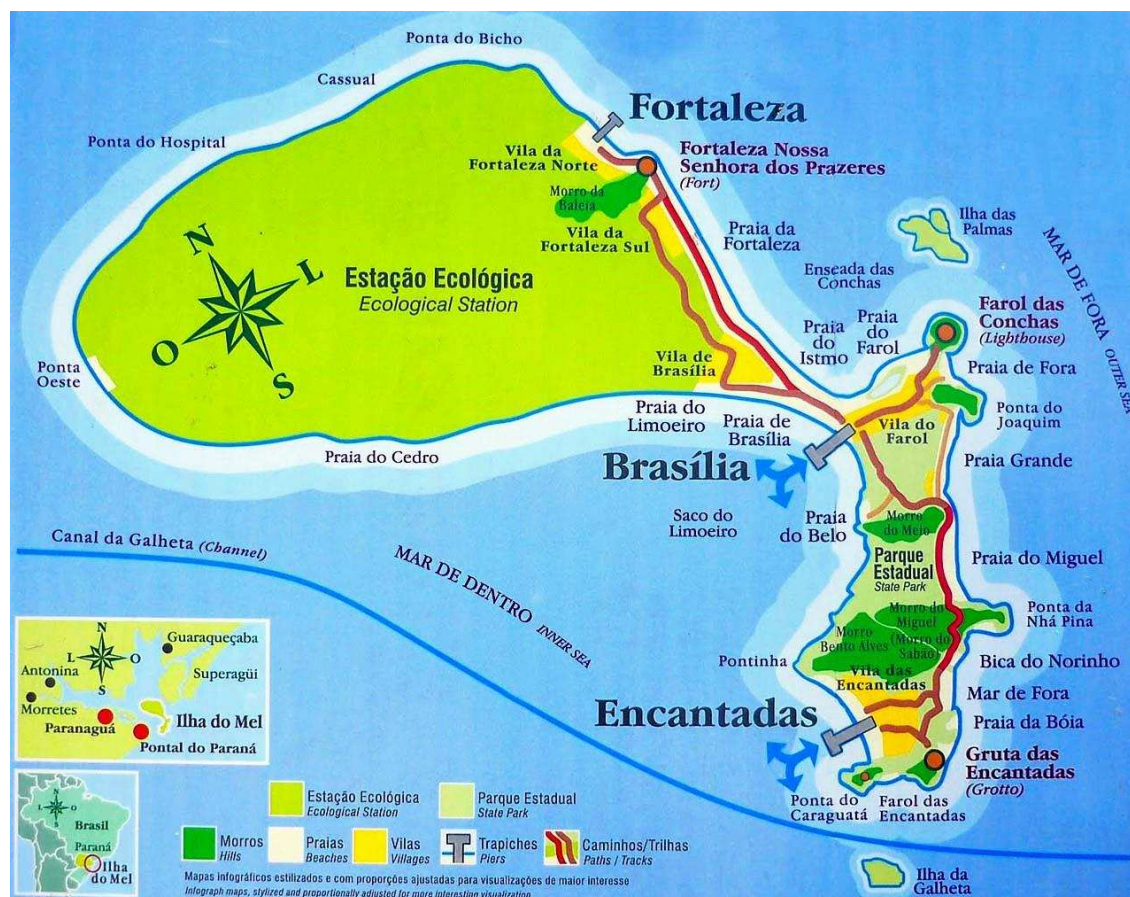 Ponta do Bicho
Cassual
Ponta do Hospital
Fortaleza
Vila da
Fortaleza Norte
Fortaleza Nossa
Senhora dos Prazeres
(Fort)
Morro da
Baleia
Vila da
Fortaleza Sul
Praia da
Fortaleza
Ilha das
Palmas
MAR DE FORA OUTER SEA
Enseada das
Conchas
N
L
O
S
Estação Ecológica
Ecological Station
Praia
do
Istmo
Praia
do
Farol
Farol das
Conchas
(Lighthouse)
Ponta
Oeste
Vila de
Brasília
Praia de Fora
Praia do
Limoeiro
Praia de
Brasília
Vila do
Farol
Ponta do
Joaquim
Praia do Cedro
Brasília
Praia Grande
Saco do
Limoeiro
Praia
do Belo
Morro
do Meio
Canal da Galheta (Channel)
MAR DE DENTRO INNER SEA
Parque
Estadual
State Park
Praia do Miguel
Morro do
Miguel
(Morro do
Sabão)
Morro
Bento Alves
Ponta da
Nhá Pina
Pontinha
Vila das
Encantadas
Bica do Norinho
Mar de Fora
Encantadas
Praia da Bóia
Gruta das
Encantadas
(Grotto)
Ponta do
Caraguatá
Farol das
Encantadas
Ilha da
Galheta
N
L
O
S
Guaraqueçaba
Antonina
Superagüi
Morretes
Paranaguá
Ilha do Mel
Pontal do Paraná
N
L
O
S
Brasil
Paraná
Ilha
do Mel
Estação Ecológica
Ecological Station
Parque Estadual
State Park
Morros
Hills
Praias
Beaches
Vilas
Villages
Trapiches
Piers
Caminhos/Trilhas
Paths / Tracks
Mapas infográficos estilizados e com proporções ajustadas para visualizações de maior interesse
Infograph maps, stylized and proportionally adjusted for more interesting visualization